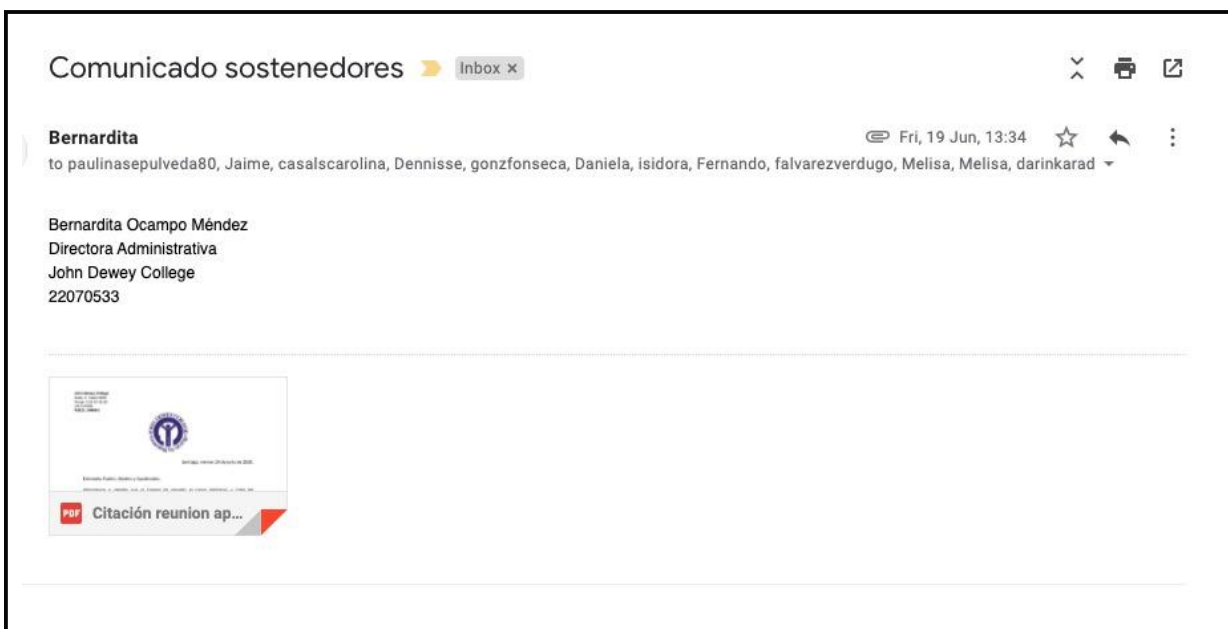 Comunicado sostenedores Inbox ×
Bernardita Fri, 19 Jun, 13:34
to paulinasepulveda80, Jaime, casalscarolina, Dennisse, gonzfonseca, Daniela, isidora, Fernando, falvarezverdugo, Melisa, Melisa, darinkarad
Bernardita Ocampo Méndez
Directora Administrativa
John Dewey College
22070533
PDF Citación reunion ap...